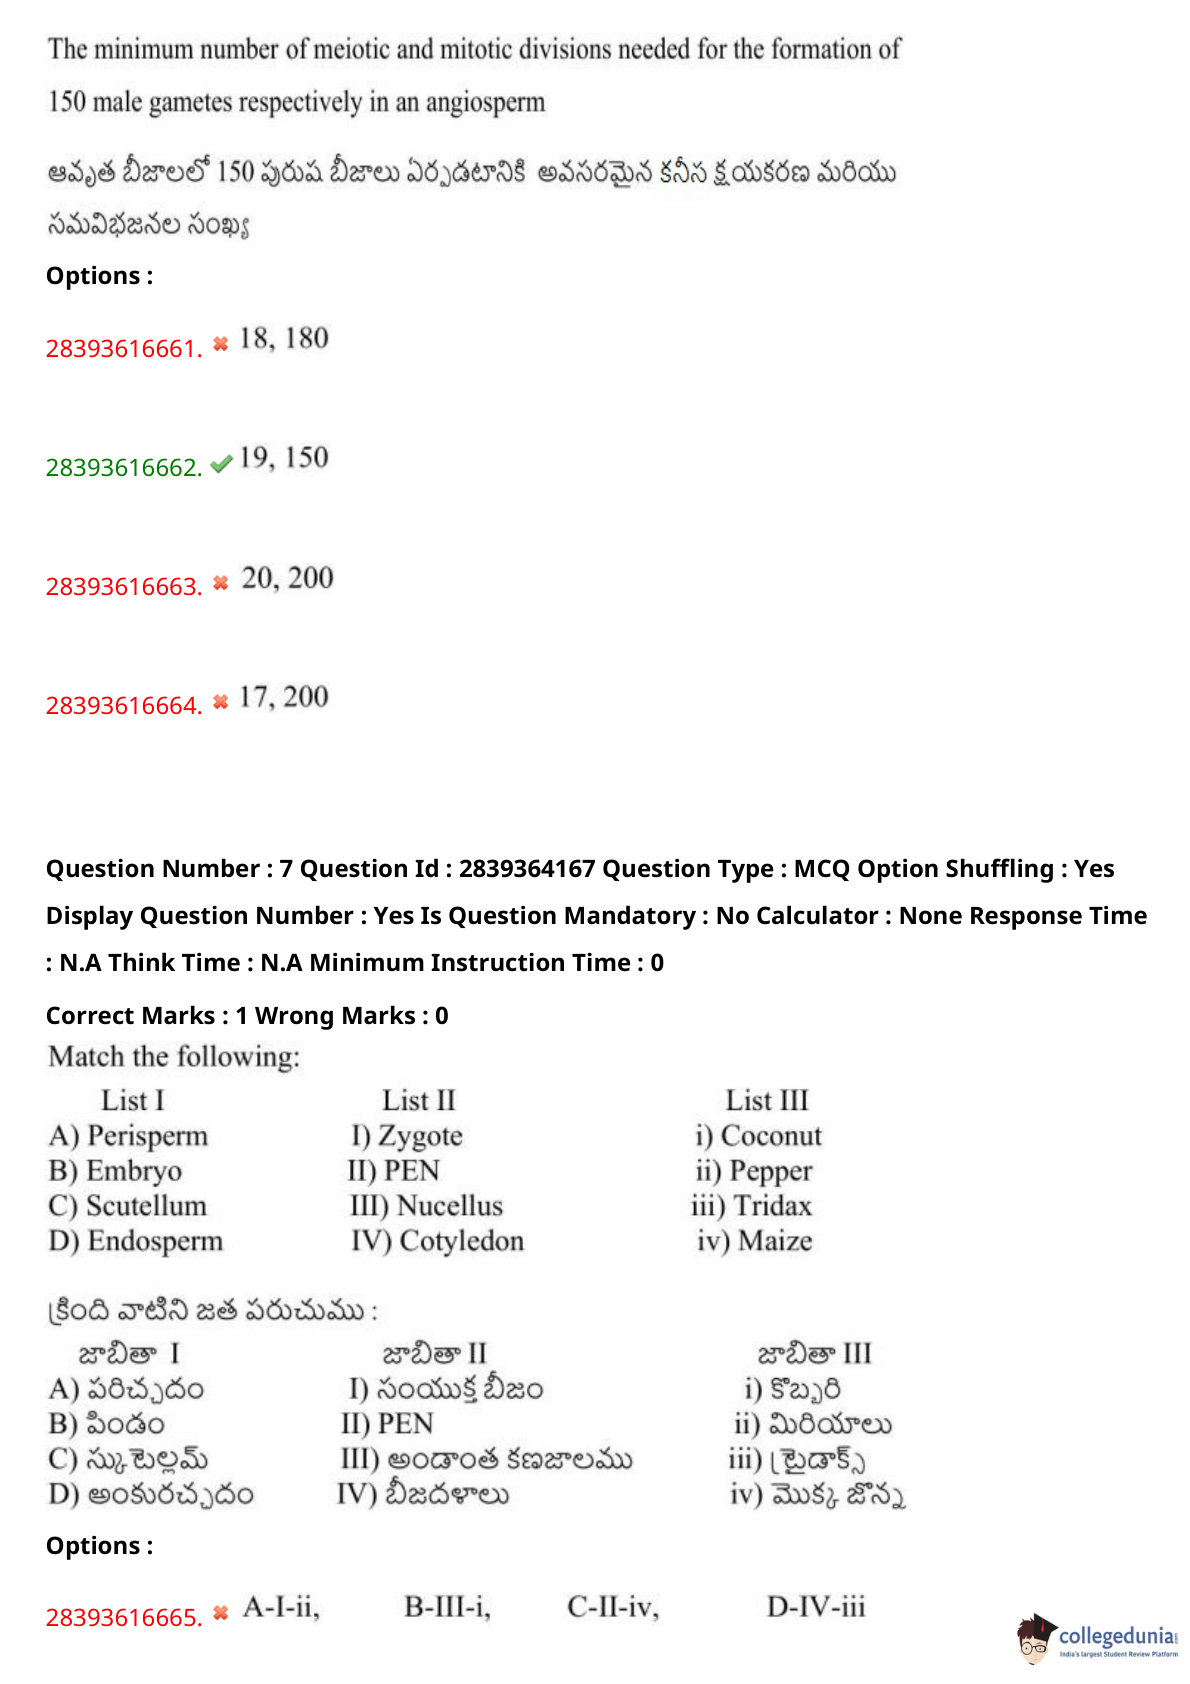 The minimum number of meiotic and mitotic divisions needed for the formation of
150 male gametes respectively in an angiosperm
ఆవృత బీజాలలో 150 పురుష బీజాలు ఏర్పడటానికి అవసరమైన కనీస క్షయకరణ మరియు
సమవిభజనల సంఖ్య
Options :
28393616661. 18, 180
28393616662. 19, 150
28393616663. 20, 200
28393616664. 17, 200
Question Number : 7 Question Id : 2839364167 Question Type : MCQ Option Shuffling : Yes
Display Question Number : Yes Is Question Mandatory : No Calculator : None Response Time
: N.A Think Time : N.A Minimum Instruction Time : 0
Correct Marks : 1 Wrong Marks : 0
Match the following:
List I List II List III
A) Perisperm I) Zygote i) Coconut
B) Embryo II) PEN ii) Pepper
C) Scutellum III) Nucellus iii) Tridax
D) Endosperm IV) Cotyledon iv) Maize
క్రింది వాటిని జత పరుచుము :
జాబితా I జాబితా II జాబితా III
A) పరిచ్ఛదం I) సంయుక్త బీజం i) కొబ్బరి
B) పిండం II) PEN ii) మిరియాలు
C) స్కుటెల్లమ్ III) అండాంత కణజాలము iii) ట్రైడాక్స్
D) అంకురచ్ఛదం IV) బీజదళాలు iv) మొక్క జొన్న
Options :
28393616665. A-I-ii, B-III-i, C-II-iv, D-IV-iii
collegedunia
India's largest Student Review Platform